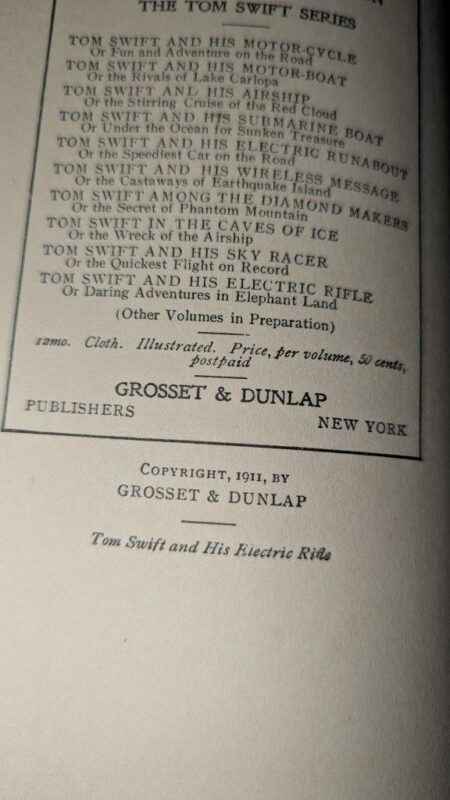 THE TOM SWIFT SERIES
TOM SWIFT AND HIS MOTOR-CYCLE
Or Fun and Adventure on the Road
TOM SWIFT AND HIS MOTOR-BOAT
Or the Rivals of Lake Carlopa
TOM SWIFT AND HIS AIRSHIP
Or the Stirring Cruise of the Red Cloud
TOM SWIFT AND HIS SUBMARINE BOAT
Or Under the Ocean for Sunken Treasure
TOM SWIFT AND HIS ELECTRIC RUNABOUT
Or the Speediest Car on the Road
TOM SWIFT AND HIS WIRELESS MESSAGE
Or the Castaways of Earthquake Island
TOM SWIFT AMONG THE DIAMOND MAKERS
Or the Secret of Phantom Mountain
TOM SWIFT IN THE CAVES OF ICE
Or the Wreck of the Airship
TOM SWIFT AND HIS SKY RACER
Or the Quickest Flight on Record
TOM SWIFT AND HIS ELECTRIC RIFLE
Or Daring Adventures in Elephant Land
(Other Volumes in Preparation)
12mo. Cloth. Illustrated. Price, per volume, 50 cents,
postpaid
GROSSET & DUNLAP
PUBLISHERS NEW YORK
COPYRIGHT, 1911, BY
GROSSET & DUNLAP
Tom Swift and His Electric Rifle